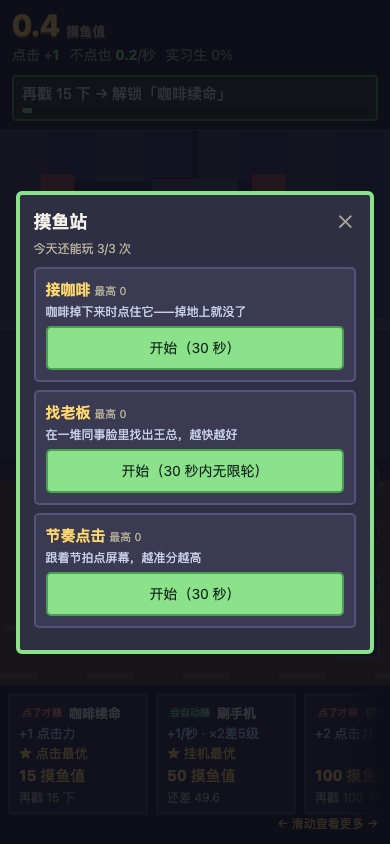 0.4 摸鱼值
点击 +1 不点也 0.2/秒 实习生 0%
再戳 15 下 → 解锁「咖啡续命」
摸鱼站
今天还能玩 3/3 次
接咖啡 最高 0
咖啡掉下来时点住它——掉地上就没了
开始（30 秒）
找老板 最高 0
在一堆同事脸里找出王总，越快越好
开始（30 秒内无限轮）
节奏点击 最高 0
跟着节拍点屏幕，越准分越高
开始（30 秒）
点了才赚 咖啡续命
+1 点击力
★ 点击最优
15 摸鱼值
再戳 15 下
会自动赚 刷手机
+1/秒 · ×2差5级
★ 挂机最优
50 摸鱼值
还差 49.6
点了才赚
+2 点击力
100 摸鱼
再戳 100 下
← 滑动查看更多 →